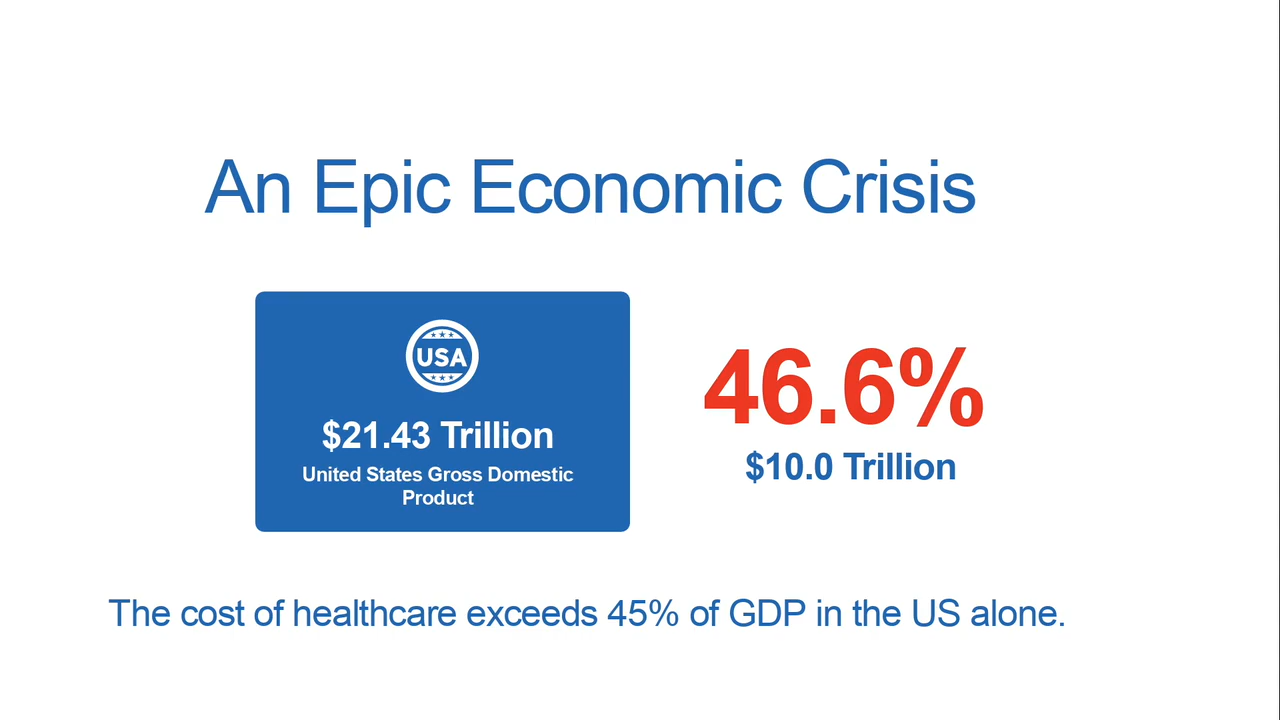 An Epic Economic Crisis
USA
$21.43 Trillion
United States Gross Domestic
Product
46.6%
$10.0 Trillion
The cost of healthcare exceeds 45% of GDP in the US alone.